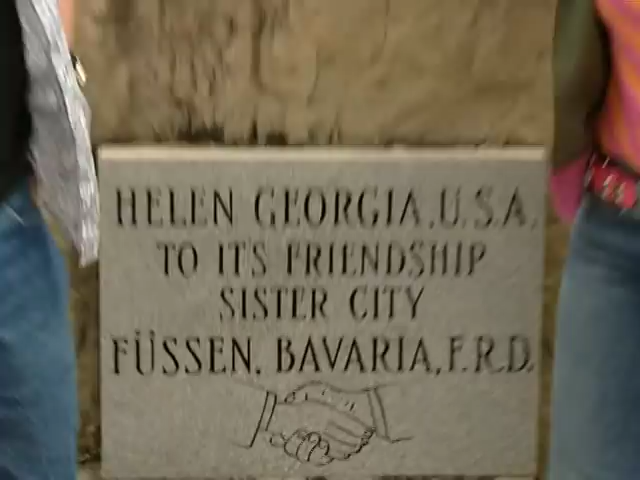 HELEN GEORGIA, U.S.A.
TO ITS FRIENDSHIP
SISTER CITY
FÜSSEN, BAVARIA, F.R.D.